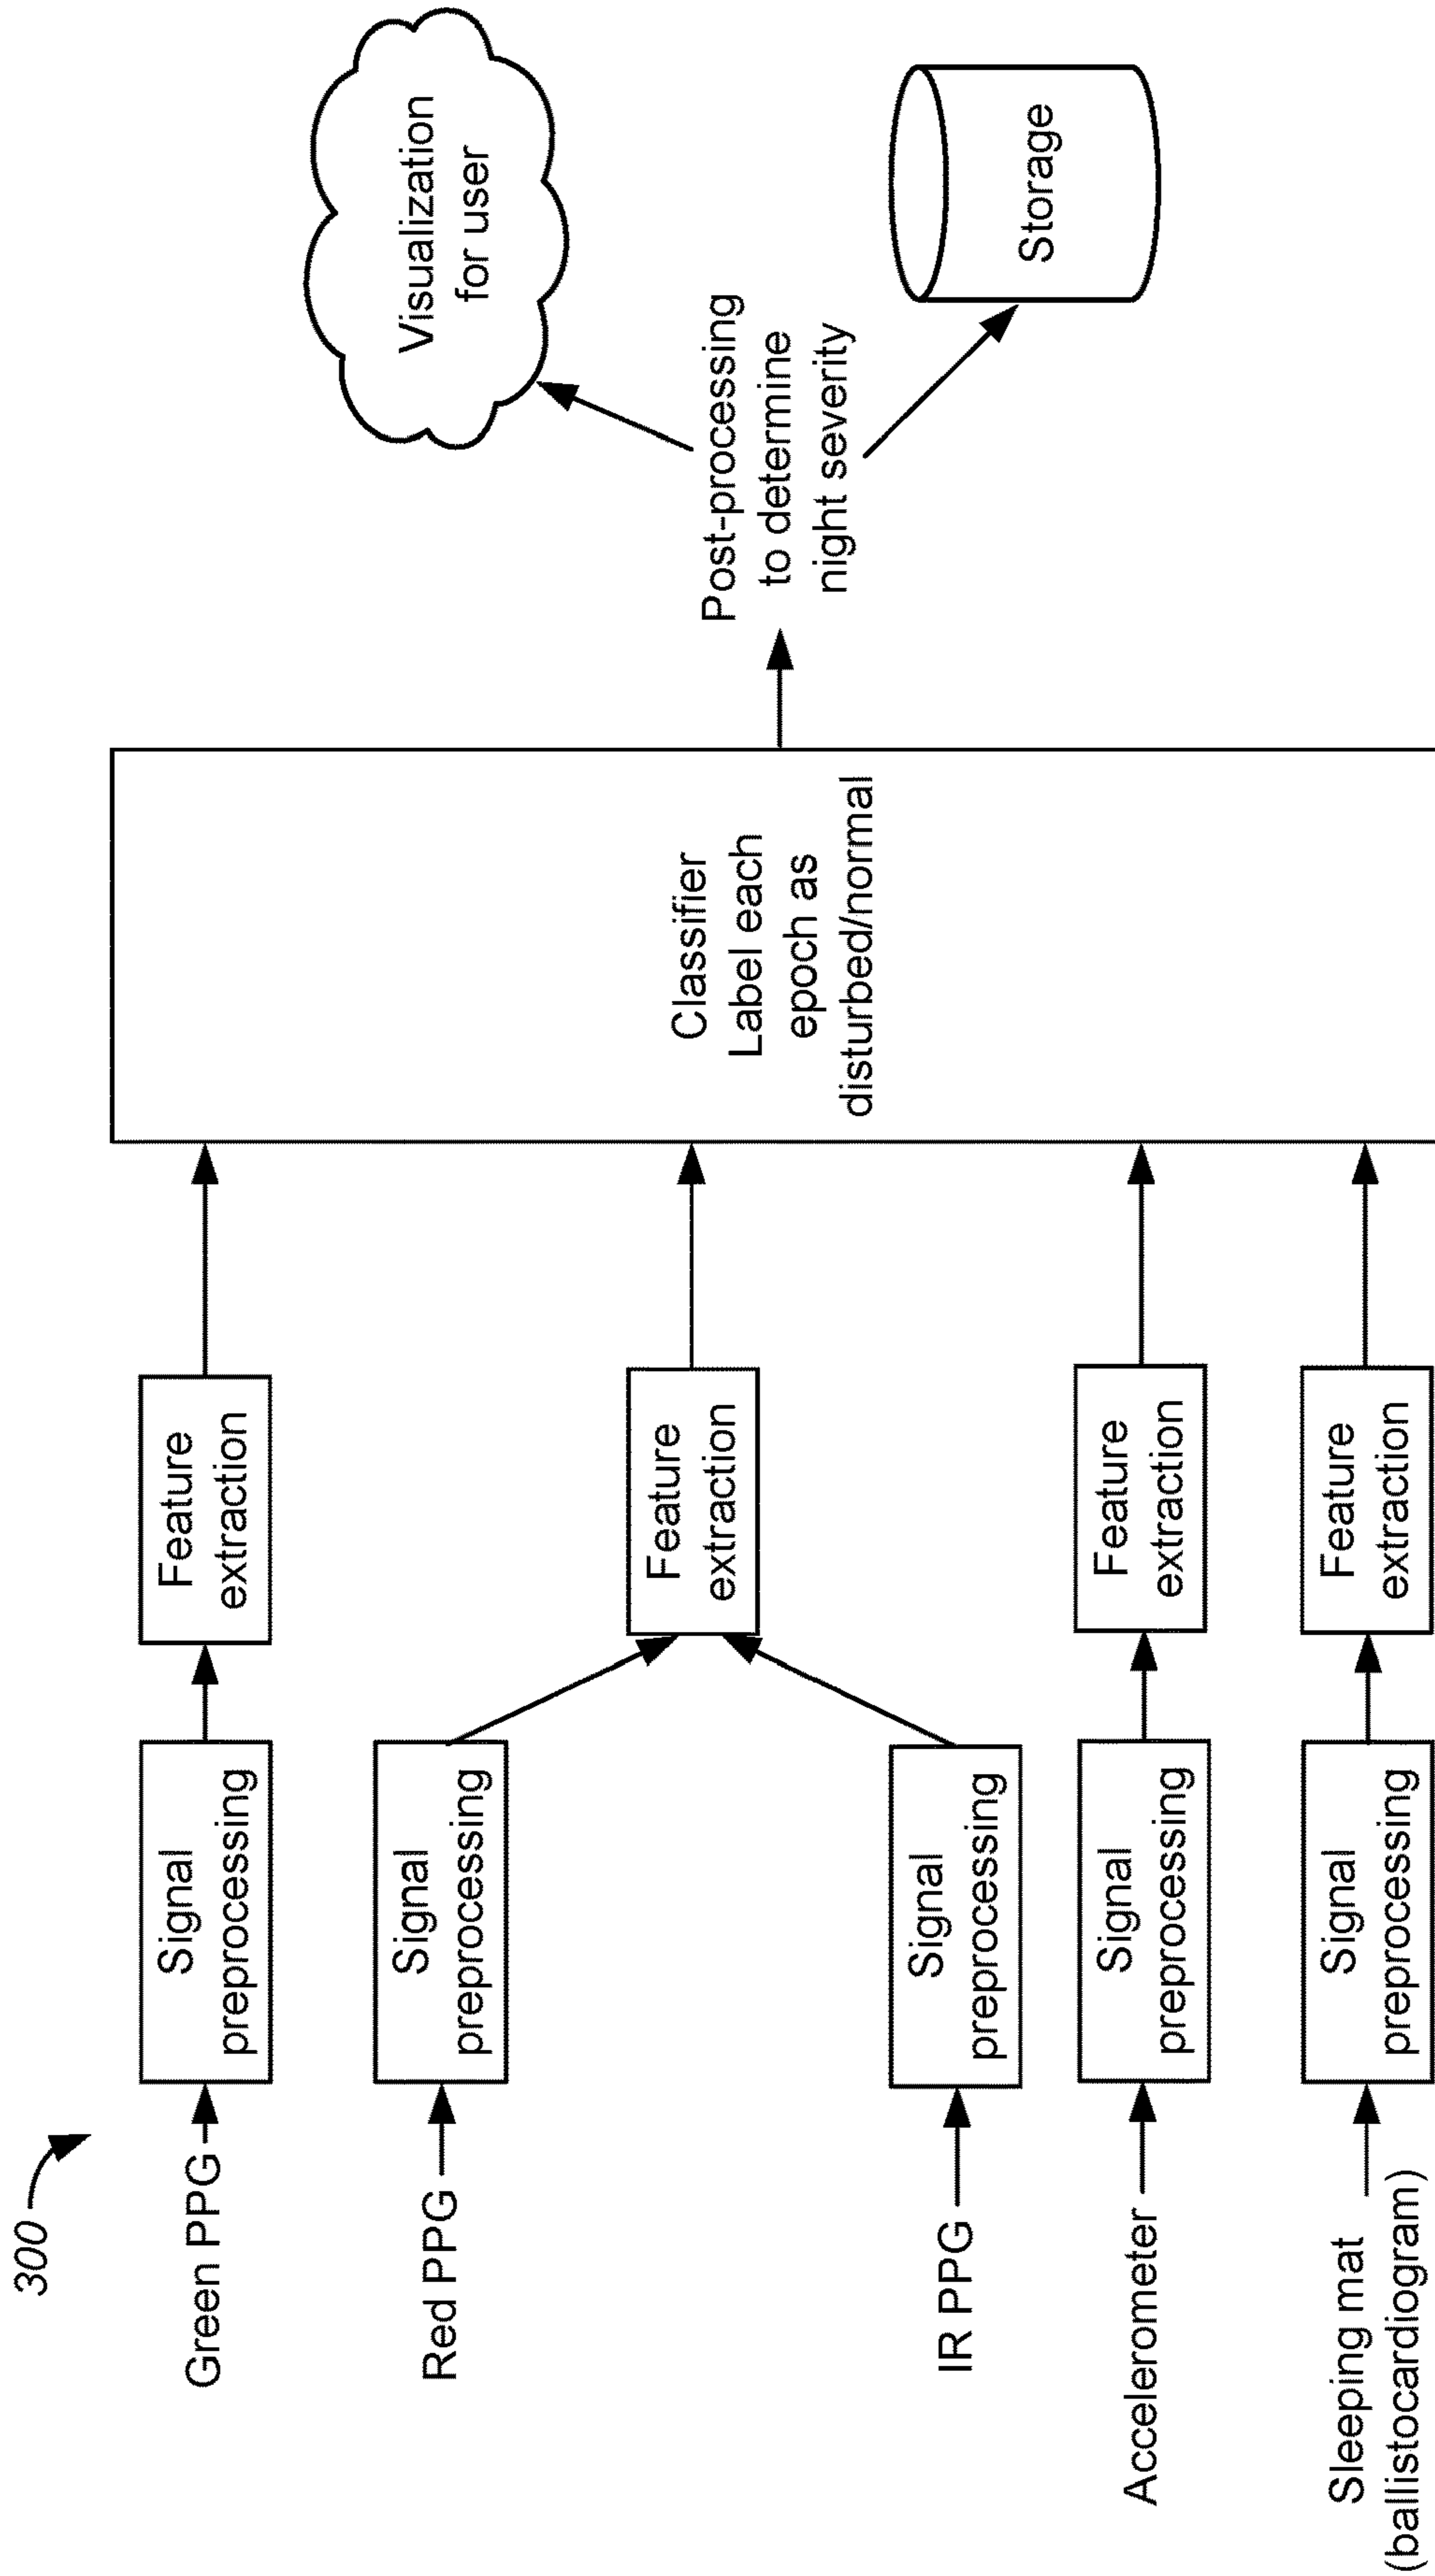 300
Green PPG
Signal
preprocessing
Feature
extraction
Red PPG
Signal
preprocessing
Feature
extraction
IR PPG
Signal
preprocessing
Accelerometer
Signal
preprocessing
Feature
extraction
Sleeping mat
(ballistocardiogram)
Signal
preprocessing
Feature
extraction
Classifier
Label each
epoch as
disturbed/normal
Post-processing
to determine
night severity
Visualization
for user
Storage